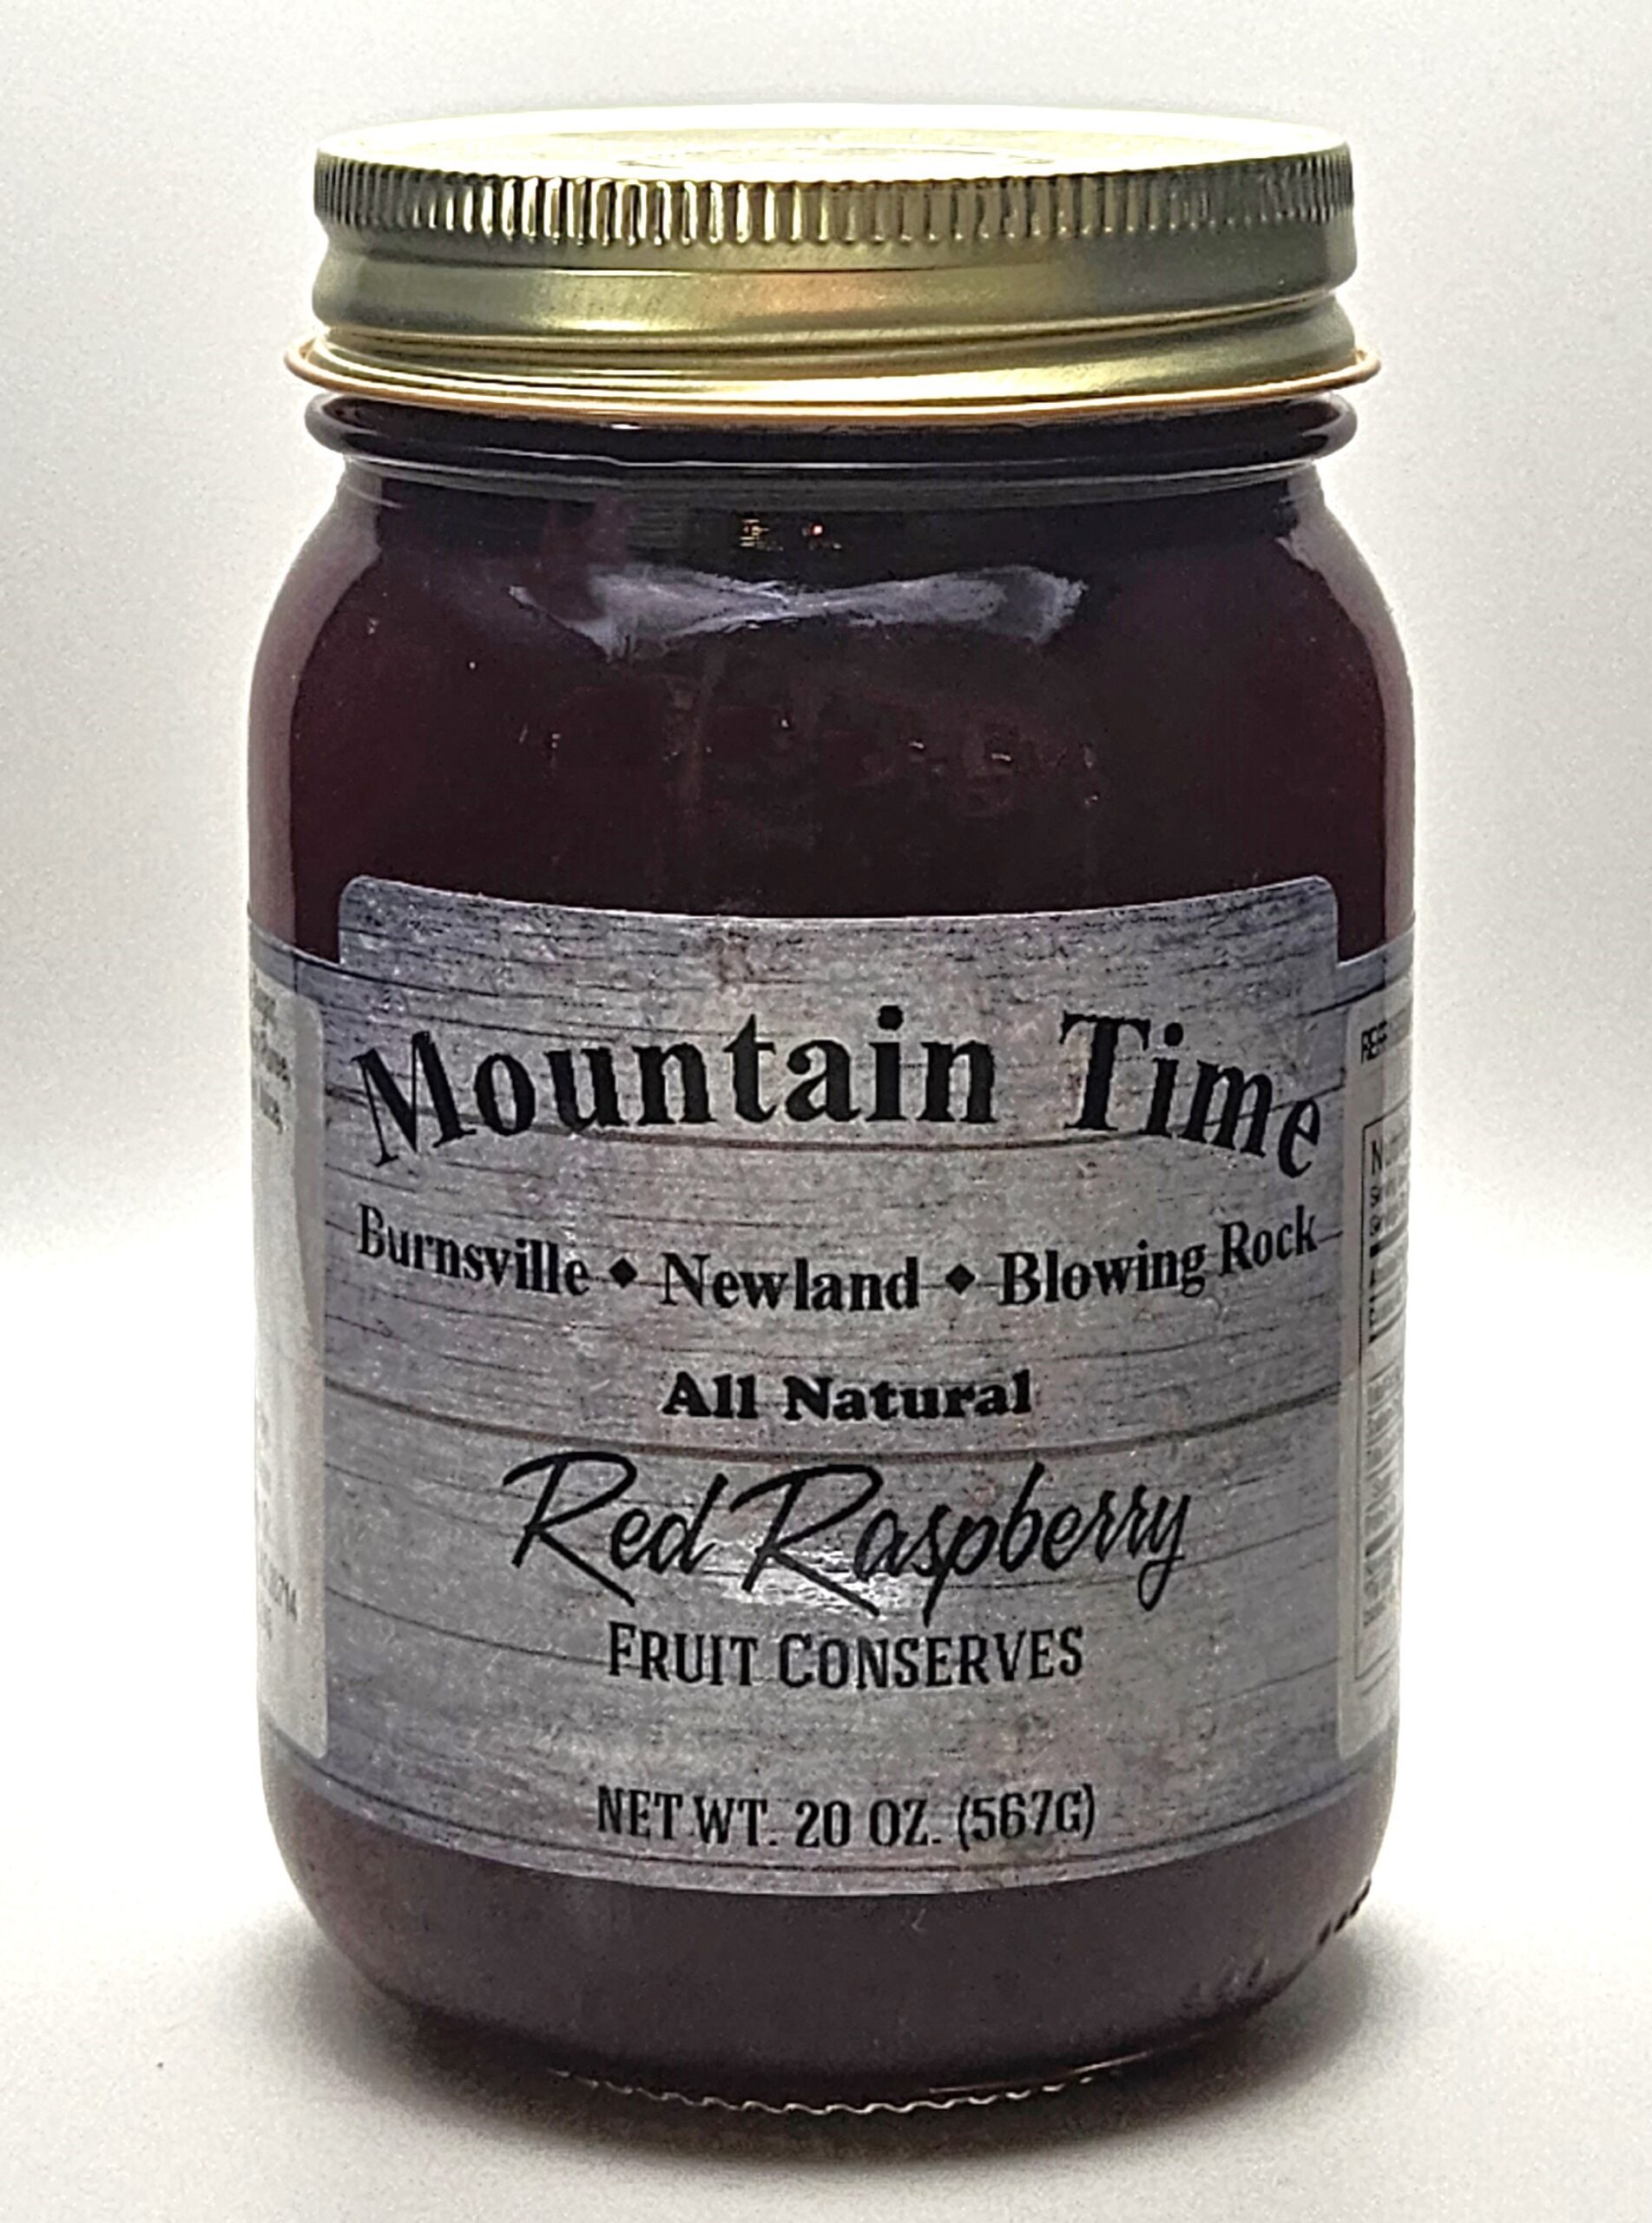 Mountain Time
Burnsville ♦ Newland ♦ Blowing Rock
All Natural
Red Raspberry
FRUIT CONSERVES
NET WT. 20 OZ. (567G)